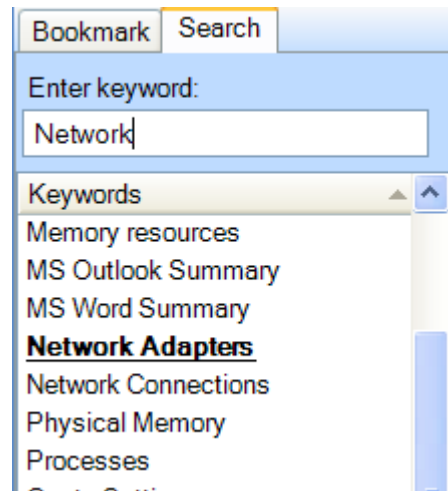 Bookmark Search
Enter keyword:
Network
Keywords
Memory resources
MS Outlook Summary
MS Word Summary
Network Adapters
Network Connections
Physical Memory
Processes